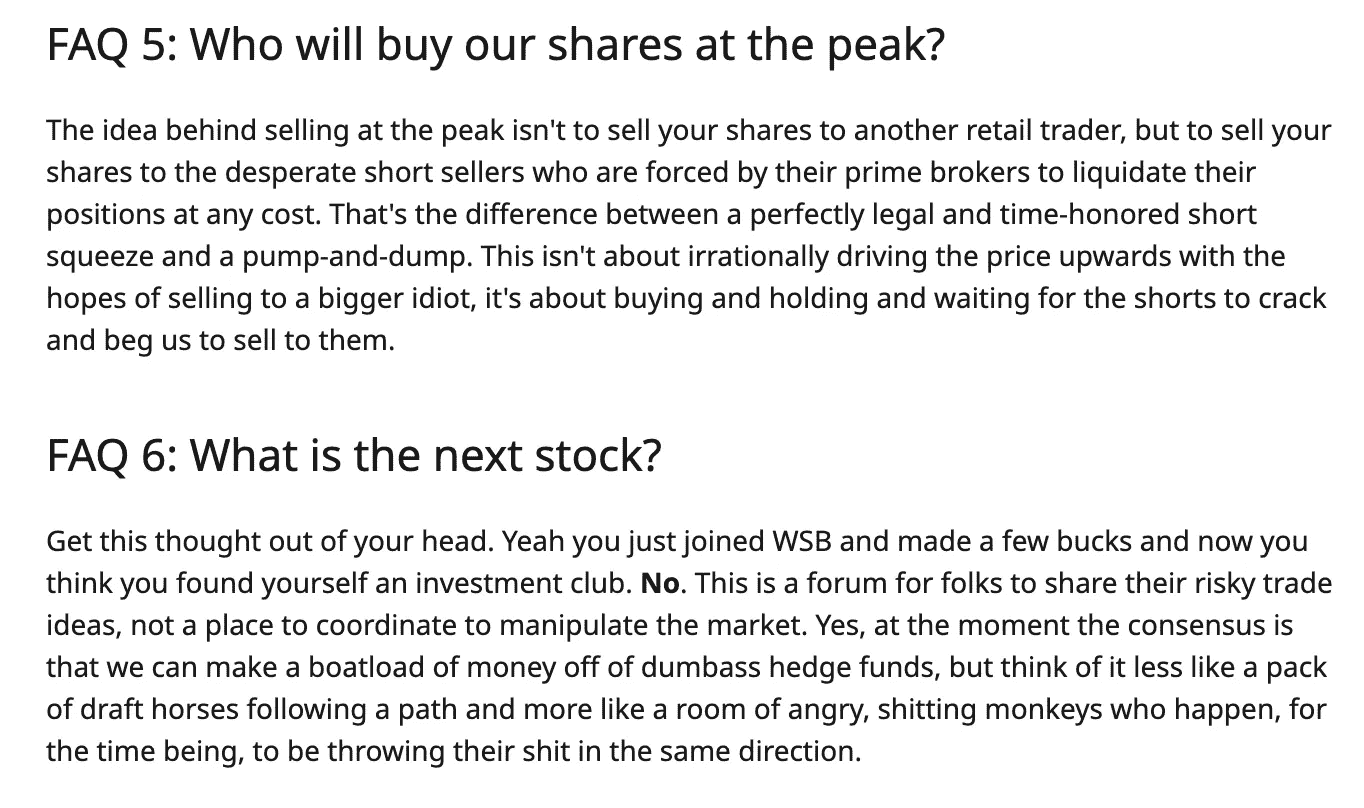 FAQ 5: Who will buy our shares at the peak?
The idea behind selling at the peak isn't to sell your shares to another retail trader, but to sell your
shares to the desperate short sellers who are forced by their prime brokers to liquidate their
positions at any cost. That's the difference between a perfectly legal and time-honored short
squeeze and a pump-and-dump. This isn't about irrationally driving the price upwards with the
hopes of selling to a bigger idiot, it's about buying and holding and waiting for the shorts to crack
and beg us to sell to them.
FAQ 6: What is the next stock?
Get this thought out of your head. Yeah you just joined WSB and made a few bucks and now you
think you found yourself an investment club. No. This is a forum for folks to share their risky trade
ideas, not a place to coordinate to manipulate the market. Yes, at the moment the consensus is
that we can make a boatload of money off of dumbass hedge funds, but think of it less like a pack
of draft horses following a path and more like a room of angry, shitting monkeys who happen, for
the time being, to be throwing their shit in the same direction.